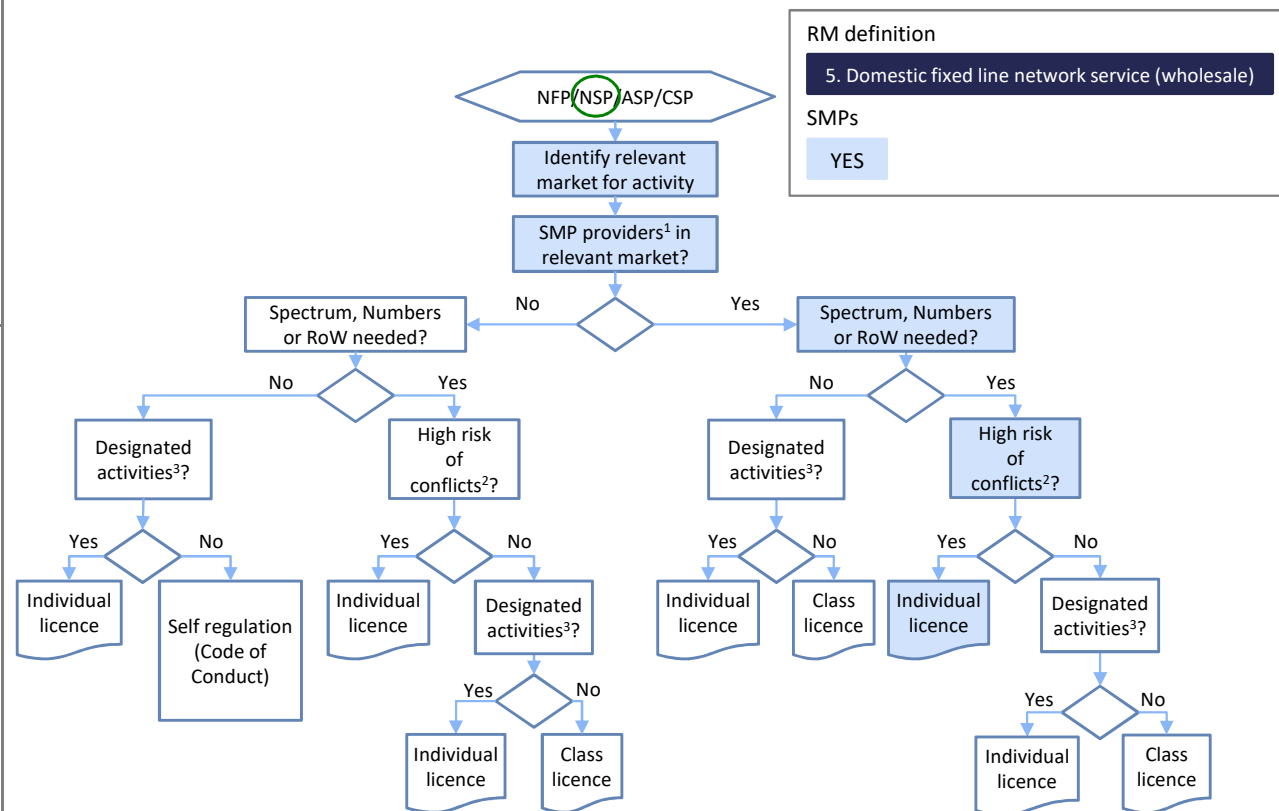 RM definition
5. Domestic fixed line network service (wholesale)
SMPs
YES
NFP/NSP/ASP/CSP
Identify relevant
market for activity
SMP providers¹ in
relevant market?
No
Yes
Spectrum, Numbers
or RoW needed?
Spectrum, Numbers
or RoW needed?
No
Yes
No
Yes
Designated
activities³?
High risk
of
conflicts²?
Designated
activities³?
High risk
of
conflicts²?
Yes
No
Yes
No
Yes
No
Yes
No
Individual
licence
Self regulation
(Code of
Conduct)
Individual
licence
Designated
activities³?
Individual
licence
Class
licence
Individual
licence
Designated
activities³?
Yes
No
Yes
No
Individual
licence
Class
licence
Individual
licence
Class
licence